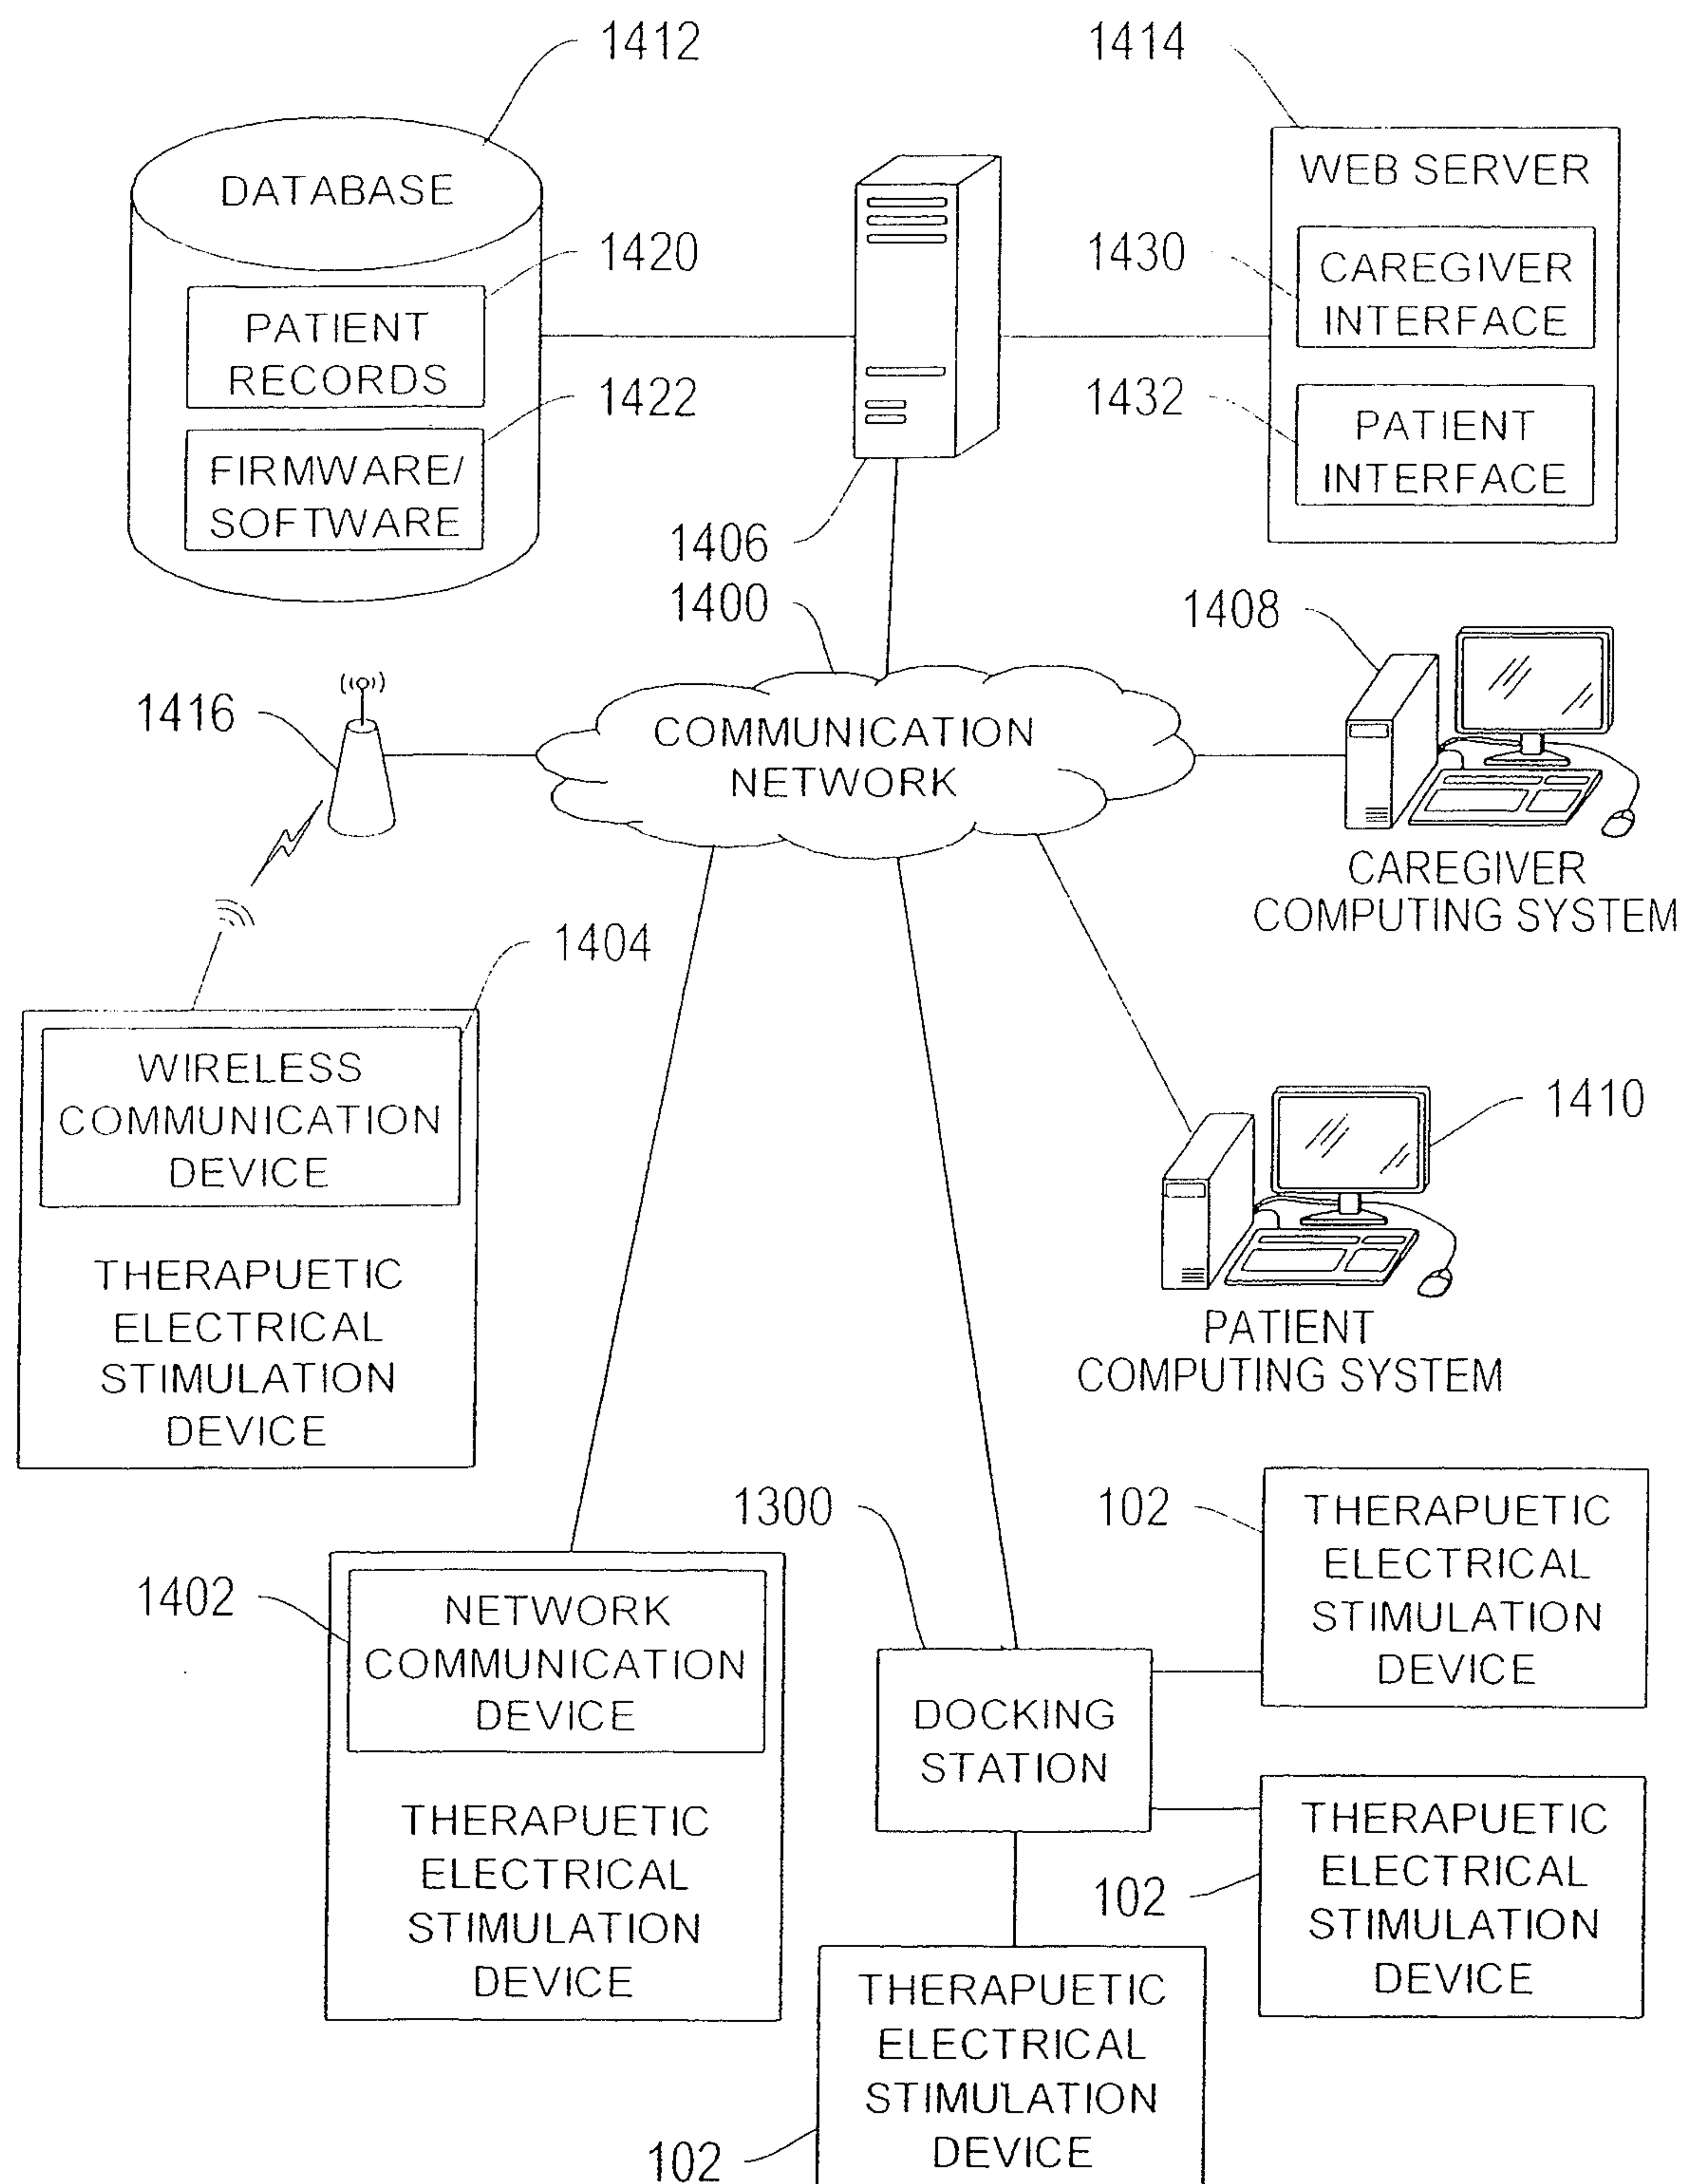 1412
1414
DATABASE
WEB SERVER
1420
1430
CAREGIVER
INTERFACE
PATIENT
RECORDS
1422
1432
PATIENT
INTERFACE
FIRMWARE/
SOFTWARE
1406
1400
1408
1416
COMMUNICATION
NETWORK
CAREGIVER
COMPUTING SYSTEM
1404
WIRELESS
COMMUNICATION
DEVICE
THERAPUETIC
ELECTRICAL
STIMULATION
DEVICE
1410
PATIENT
COMPUTING SYSTEM
1402
NETWORK
COMMUNICATION
DEVICE
THERAPUETIC
ELECTRICAL
STIMULATION
DEVICE
1300
DOCKING
STATION
102
THERAPUETIC
ELECTRICAL
STIMULATION
DEVICE
102
THERAPUETIC
ELECTRICAL
STIMULATION
DEVICE
102
THERAPUETIC
ELECTRICAL
STIMULATION
DEVICE